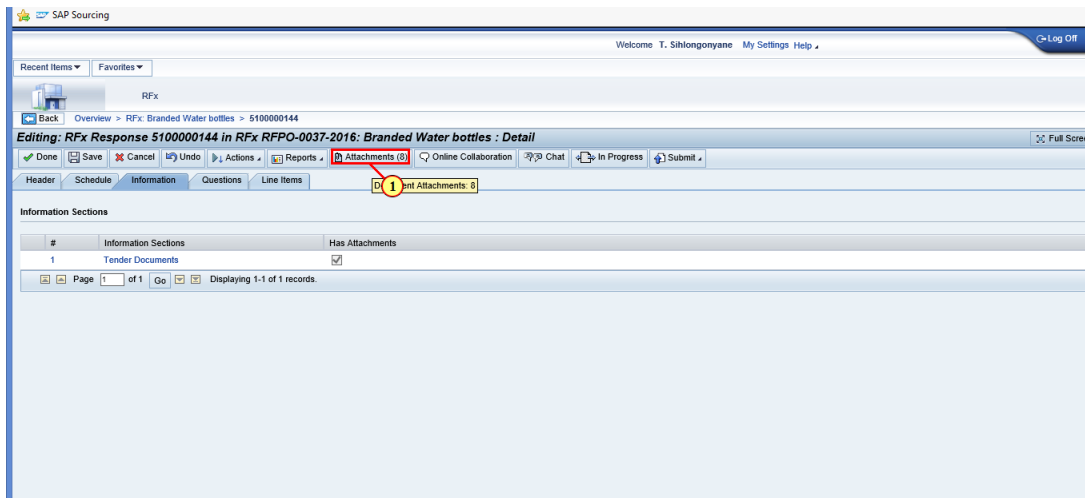 SAP Sourcing
Welcome T. Sihlongonyane My Settings Help
Log Off
Recent Items Favorites
RFx
Back Overview > RFx: Branded Water bottles > 5100000144
Editing: RFx Response 5100000144 in RFx RFPO-0037-2016: Branded Water bottles : Detail
Full Scre
Done Save Cancel Undo Actions Reports Attachments (8) Online Collaboration Chat In Progress Submit
Header Schedule Information Questions Line Items
1 ent Attachments: 8
Information Sections
# Information Sections Has Attachments
1 Tender Documents
Page 1 of 1 Go Displaying 1-1 of 1 records.